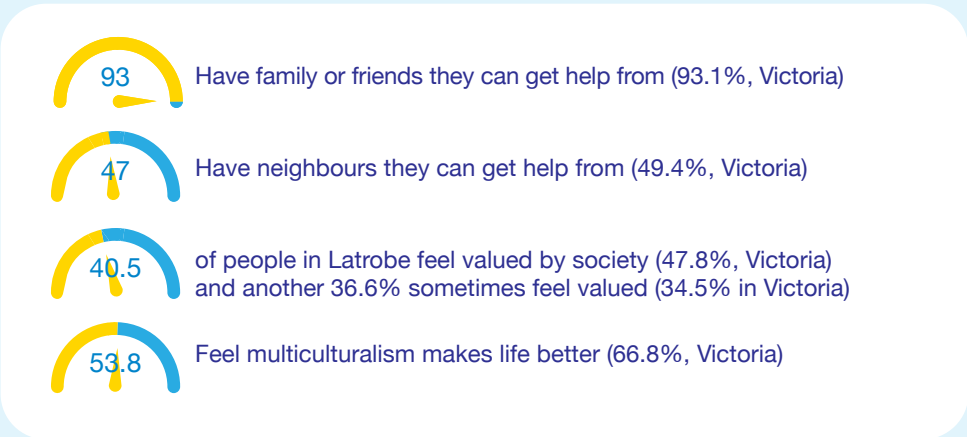 93
Have family or friends they can get help from (93.1%, Victoria)
47
Have neighbours they can get help from (49.4%, Victoria)
40.5
of people in Latrobe feel valued by society (47.8%, Victoria)
and another 36.6% sometimes feel valued (34.5% in Victoria)
53.8
Feel multiculturalism makes life better (66.8%, Victoria)